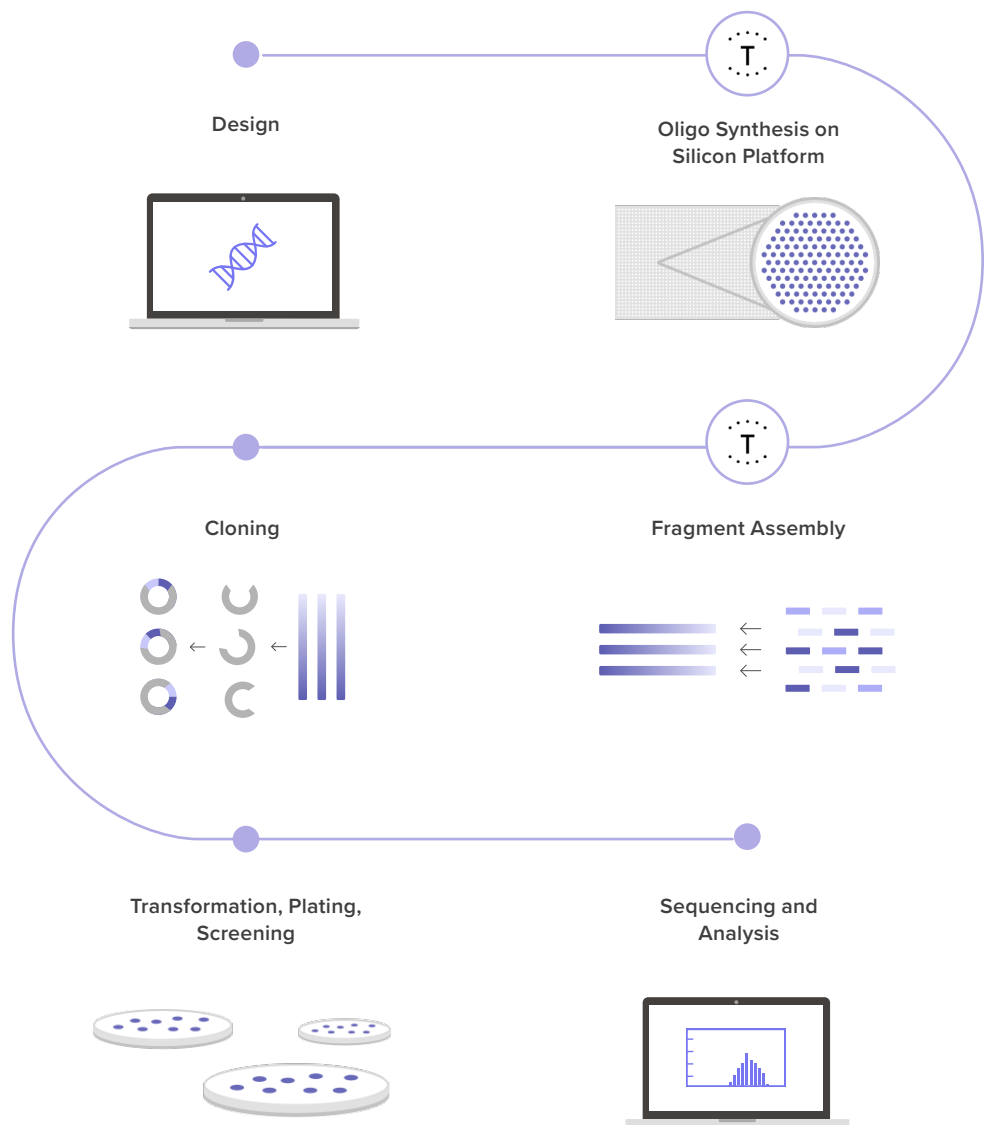 T
Design
Oligo Synthesis on
Silicon Platform
T
Cloning
Fragment Assembly
Transformation, Plating,
Screening
Sequencing and
Analysis